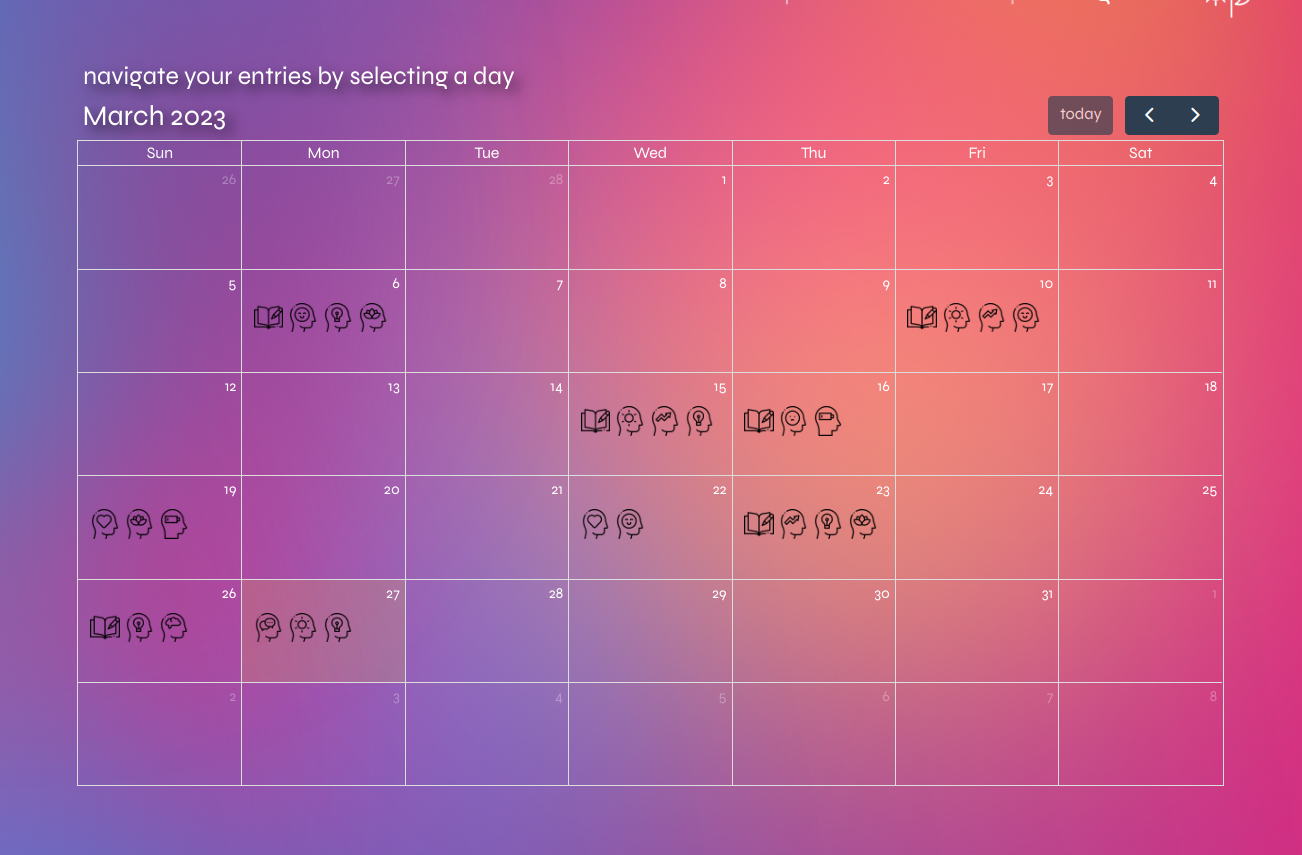 navigate your entries by selecting a day
March 2023
today
Sun Mon Tue Wed Thu Fri Sat
26 27 28 1 2 3 4
5 6 7 8 9 10 11
12 13 14 15 16 17 18
19 20 21 22 23 24 25
26 27 28 29 30 31 1
2 3 4 5 6 7 8